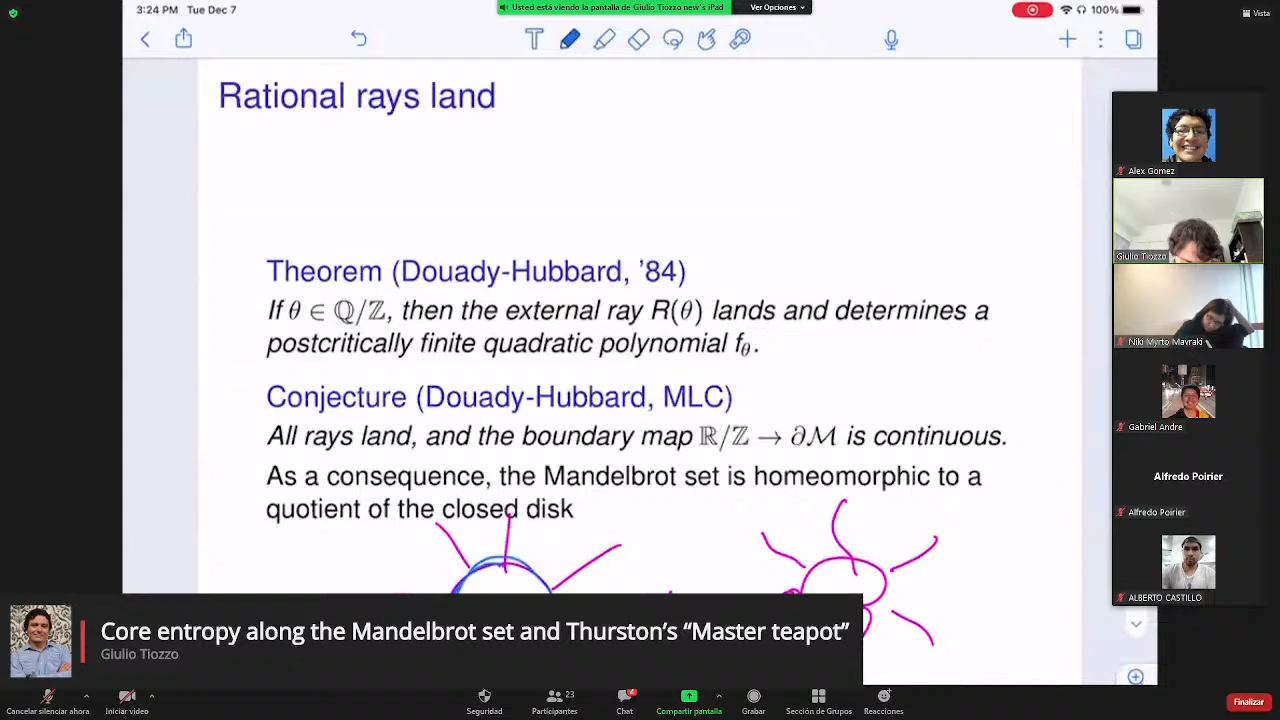 3:24 PM Tue Dec 7
Usted está viendo la pantalla de Giulio Tiozzo new's iPad
Ver Opciones
100%
Vista
Rational rays land
Theorem (Douady-Hubbard, '84)
If θ ∈ ℚ/ℤ, then the external ray R(θ) lands and determines a
postcritically finite quadratic polynomial fθ.
Conjecture (Douady-Hubbard, MLC)
All rays land, and the boundary map ℝ/ℤ → ∂ℳ is continuous.
As a consequence, the Mandelbrot set is homeomorphic to a
quotient of the closed disk
Alex Gomez
Giulio Tiozzo
Niki Myrto Mavraki
Gabriel Andre
Alfredo Poirier
Alfredo Poirier
ALBERTO CASTILLO
Core entropy along the Mandelbrot set and Thurston's “Master teapot”
Giulio Tiozzo
Cancelar silenciar ahora
Iniciar video
Seguridad
23
Participantes
2
Chat
Compartir pantalla
Grabar
Sección de Grupos
Reacciones
Finalizar